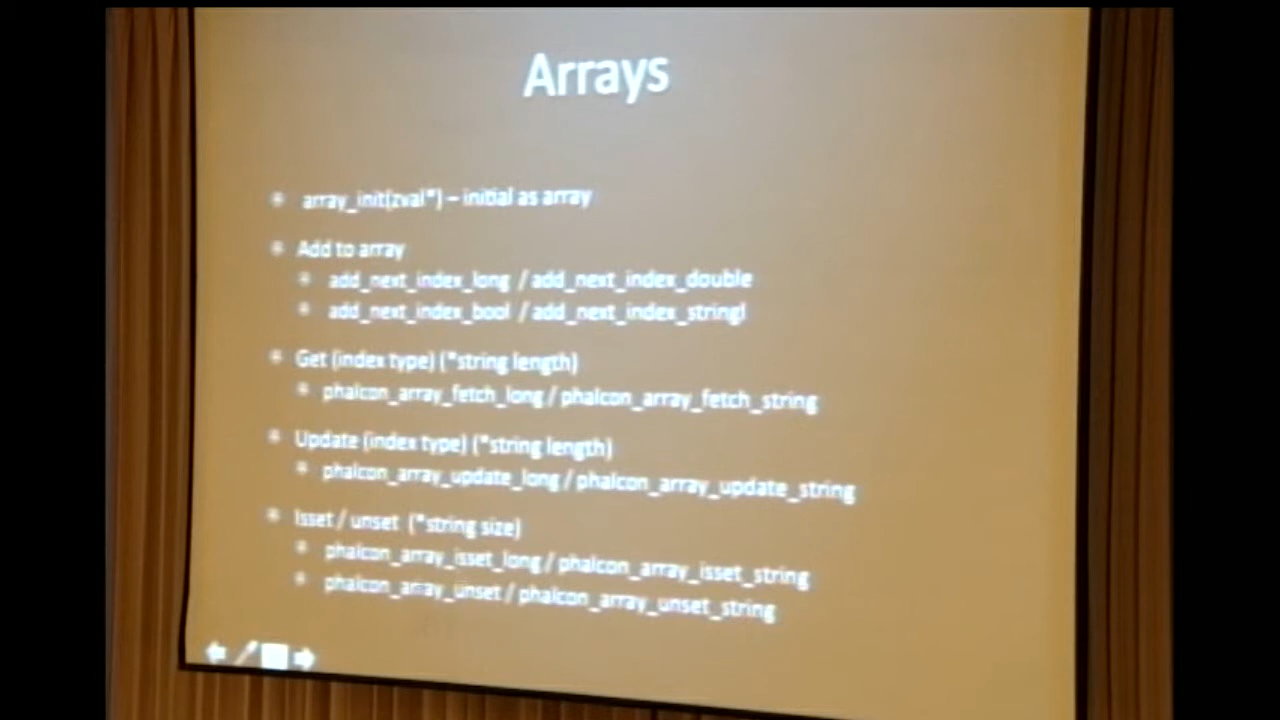 Arrays
array_init(zval*) – initial as array
Add to array
add_next_index_long / add_next_index_double
add_next_index_bool / add_next_index_stringl
Get (index type) (*string length)
phalcon_array_fetch_long / phalcon_array_fetch_string
Update (index type) (*string length)
phalcon_array_update_long / phalcon_array_update_string
Isset / unset (*string size)
phalcon_array_isset_long / phalcon_array_isset_string
phalcon_array_unset / phalcon_array_unset_string